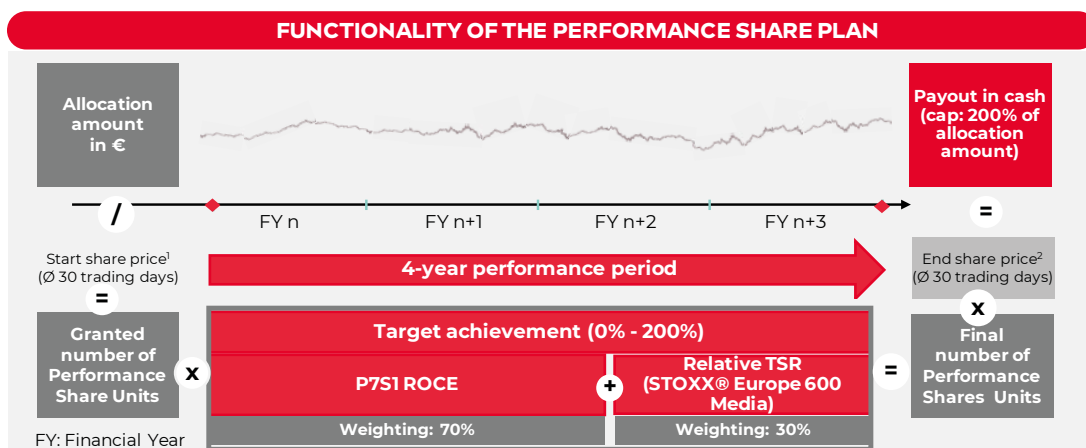 FUNCTIONALITY OF THE PERFORMANCE SHARE PLAN
Allocation
amount
in €
Payout in cash
(cap: 200% of
allocation
amount)
/
FY n
FY n+1
FY n+2
FY n+3
=
Start share price¹
(Ø 30 trading days)
4-year performance period
End share price²
(Ø 30 trading days)
=
x
Granted
number of
Performance
Share Units
x
Target achievement (0% - 200%)
P7S1 ROCE
+
Relative TSR
(STOXX® Europe 600
Media)
=
Final
number of
Performance
Shares Units
Weighting: 70%
Weighting: 30%
FY: Financial Year